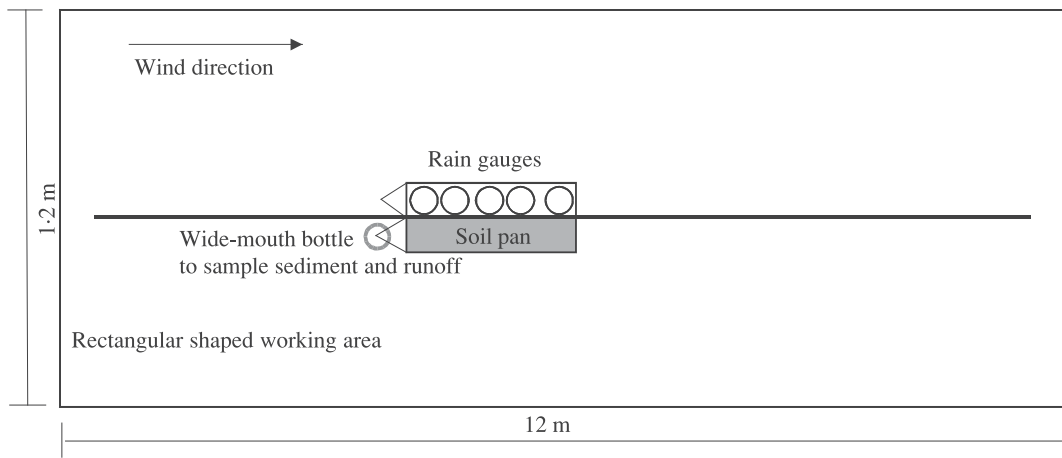 Wind direction
Rain gauges
1·2 m
Wide-mouth bottle
Soil pan
to sample sediment and runoff
Rectangular shaped working area
12 m